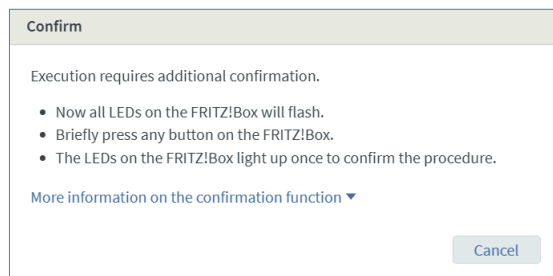 Confirm
Execution requires additional confirmation.
• Now all LEDs on the FRITZ!Box will flash.
• Briefly press any button on the FRITZ!Box.
• The LEDs on the FRITZ!Box light up once to confirm the procedure.
More information on the confirmation function ▼
Cancel